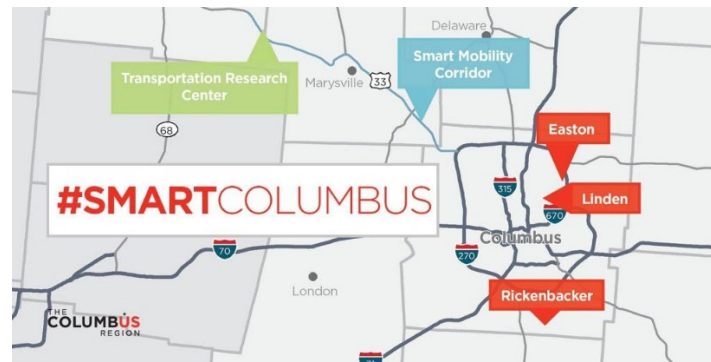 Delaware
Transportation Research
Center
Marysville
33
Smart Mobility
Corridor
68
Easton
#SMARTCOLUMBUS
315
Linden
670
Columbus
70
270
London
Rickenbacker
THE
COLUMBUS
REGION
71